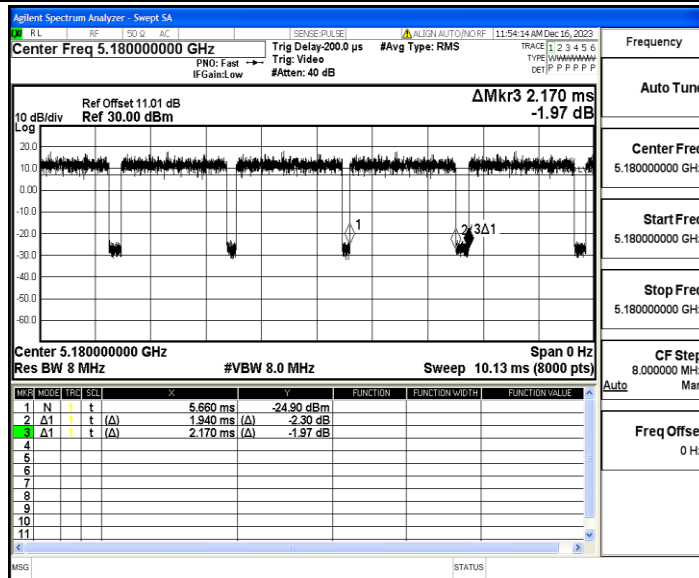 Agilent Spectrum Analyzer - Swept SA
RL RF 50 Ω AC SENSE:PULSE ALIGN AUTO/NO RF 11:54:14 AM Dec 16, 2023
Center Freq 5.180000000 GHz
Trig Delay-200.0 µs #Avg Type: RMS TRACE 1 2 3 4 5 6
PNO: Fast Trig: Video TYPE
IFGain:Low #Atten: 40 dB DET P P P P P P
ΔMkr3 2.170 ms
-1.97 dB
Ref Offset 11.01 dB
10 dB/div Ref 30.00 dBm
Log
20.0
10.0
0.00
-10.0
-20.0
-30.0
-40.0
-50.0
-60.0
1
2 3Δ1
Center 5.180000000 GHz Span 0 Hz
Res BW 8 MHz #VBW 8.0 MHz Sweep 10.13 ms (8000 pts)
MKR MODE TRC SCL X Y FUNCTION FUNCTION WIDTH FUNCTION VALUE
1 N 1 t 5.660 ms -24.90 dBm
2 Δ1 1 t (Δ) 1.940 ms (Δ) -2.30 dB
3 Δ1 1 t (Δ) 2.170 ms (Δ) -1.97 dB
4
5
6
7
8
9
10
11
MSG STATUS
Frequency
Auto Tune
Center Freq
5.180000000 GHz
Start Freq
5.180000000 GHz
Stop Freq
5.180000000 GHz
CF Step
8.000000 MHz
Auto Man
Freq Offset
0 Hz